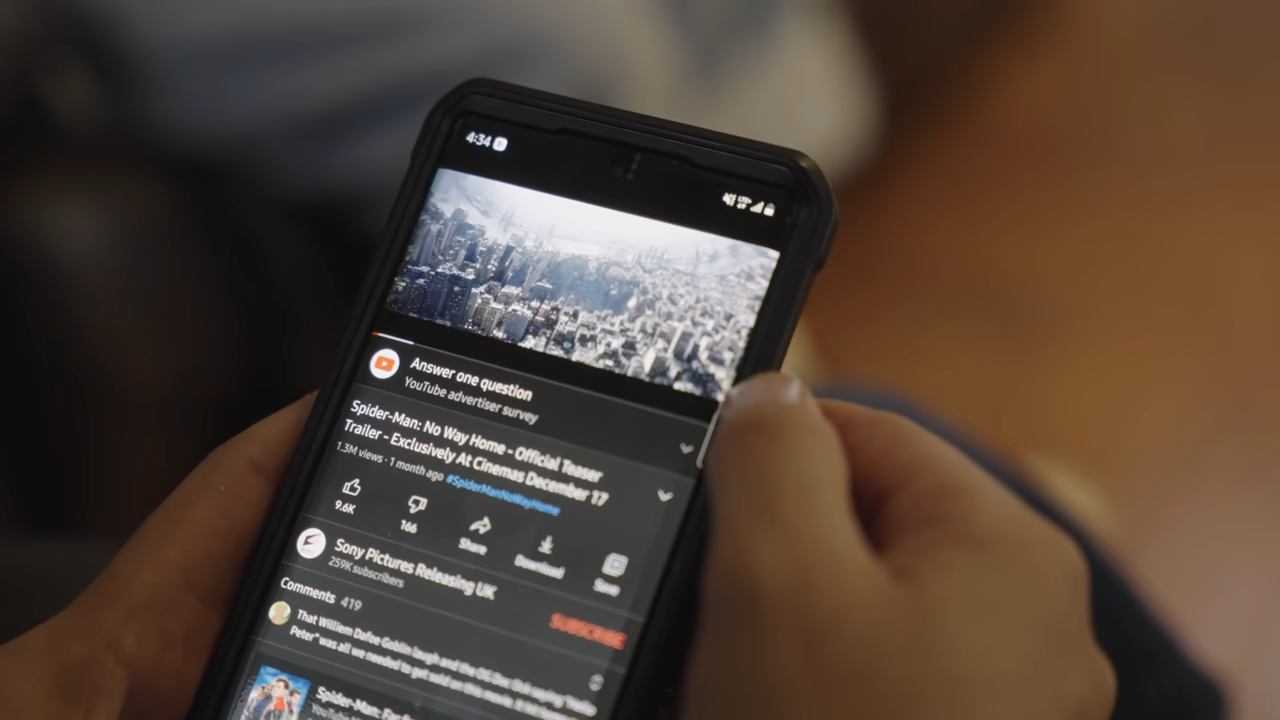 4:34
Answer one question
YouTube advertiser survey
Spider-Man: No Way Home - Official Teaser
Trailer - Exclusively At Cinemas December 17
1.3M views · 1 month ago #SpiderManNoWayHome
9.6K
166
Share
Download
Save
Sony Pictures Releasing UK
259K subscribers
SUBSCRIBE
Comments 419
That Williem Dafoe Goblin laugh and the OG Doc Ock saying "Hello
Peter" was all we needed to get sold on this movie.
Spider-Man: